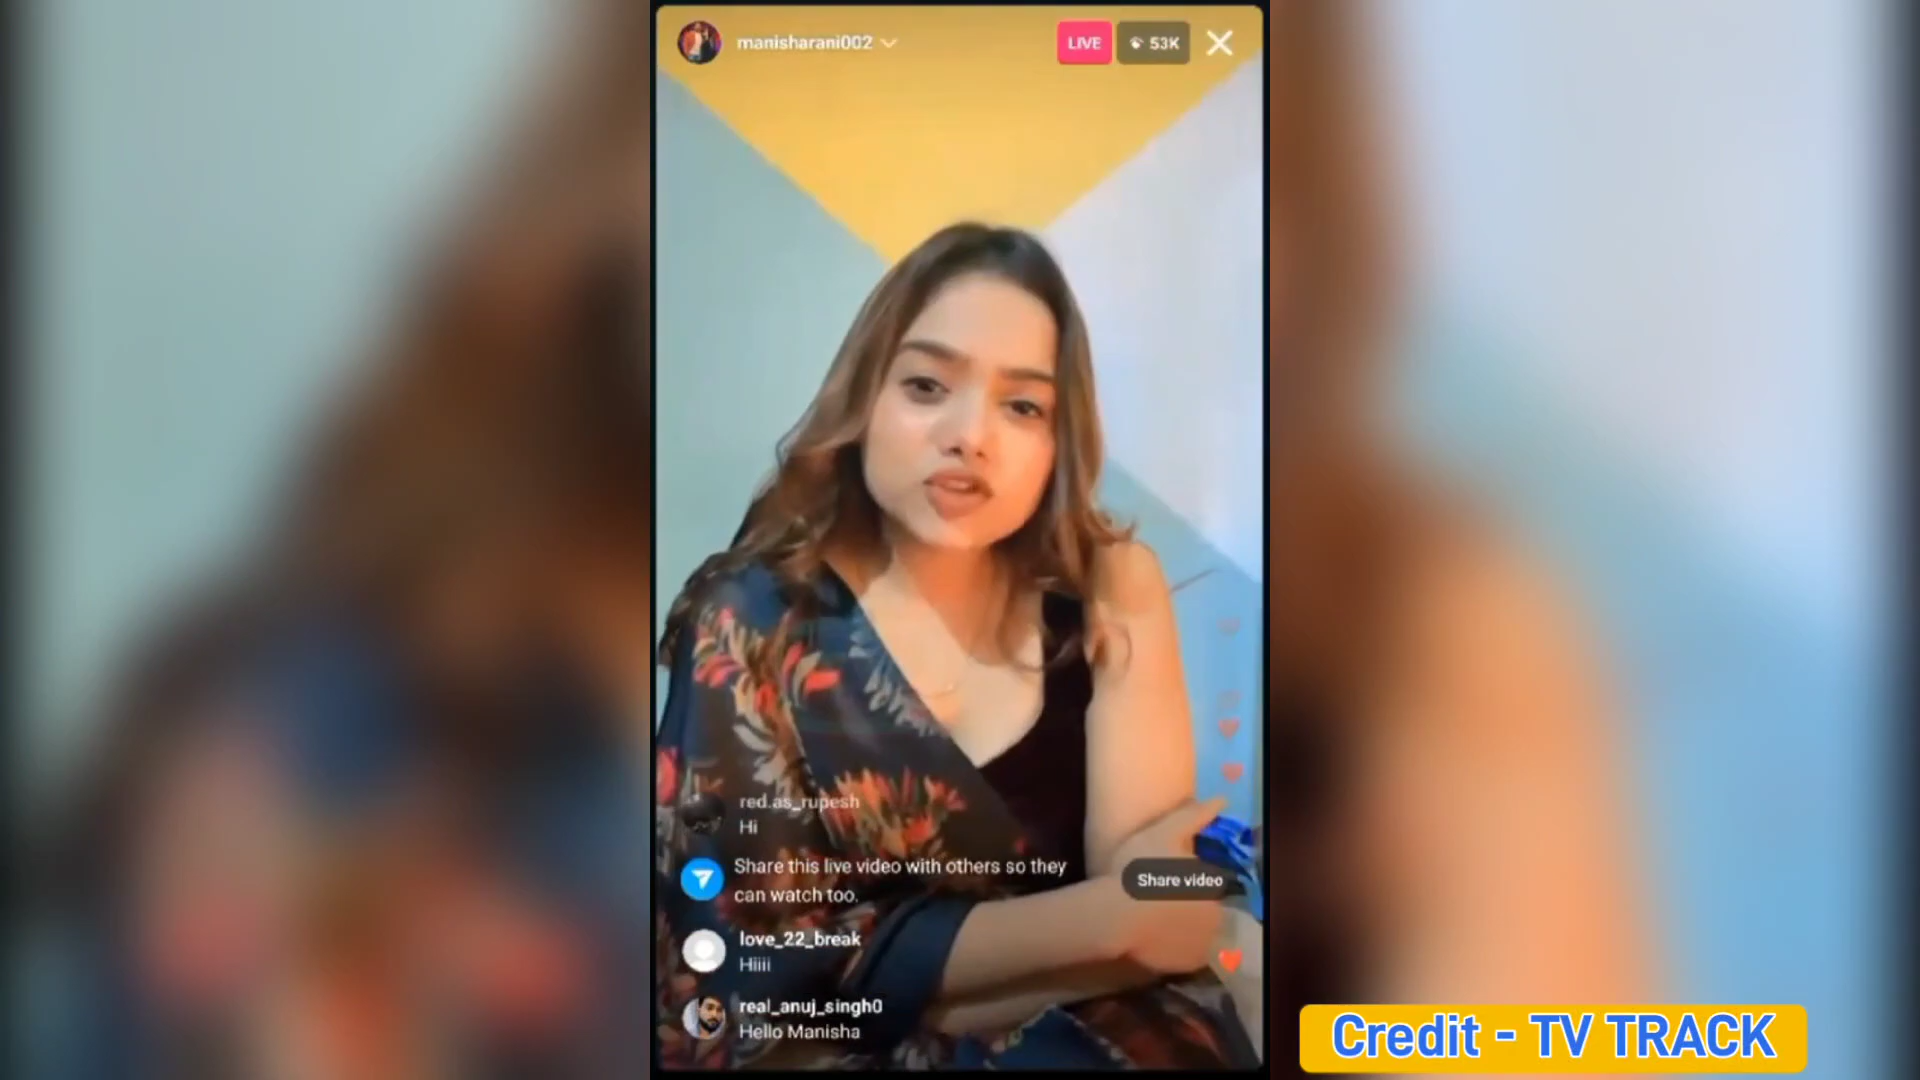 manisharani002
LIVE
53K
red.as_rupesh
Hi
Share this live video with others so they
can watch too.
Share video
love_22_break
Hiiii
real_anuj_singh0
Hello Manisha
Credit - TV TRACK